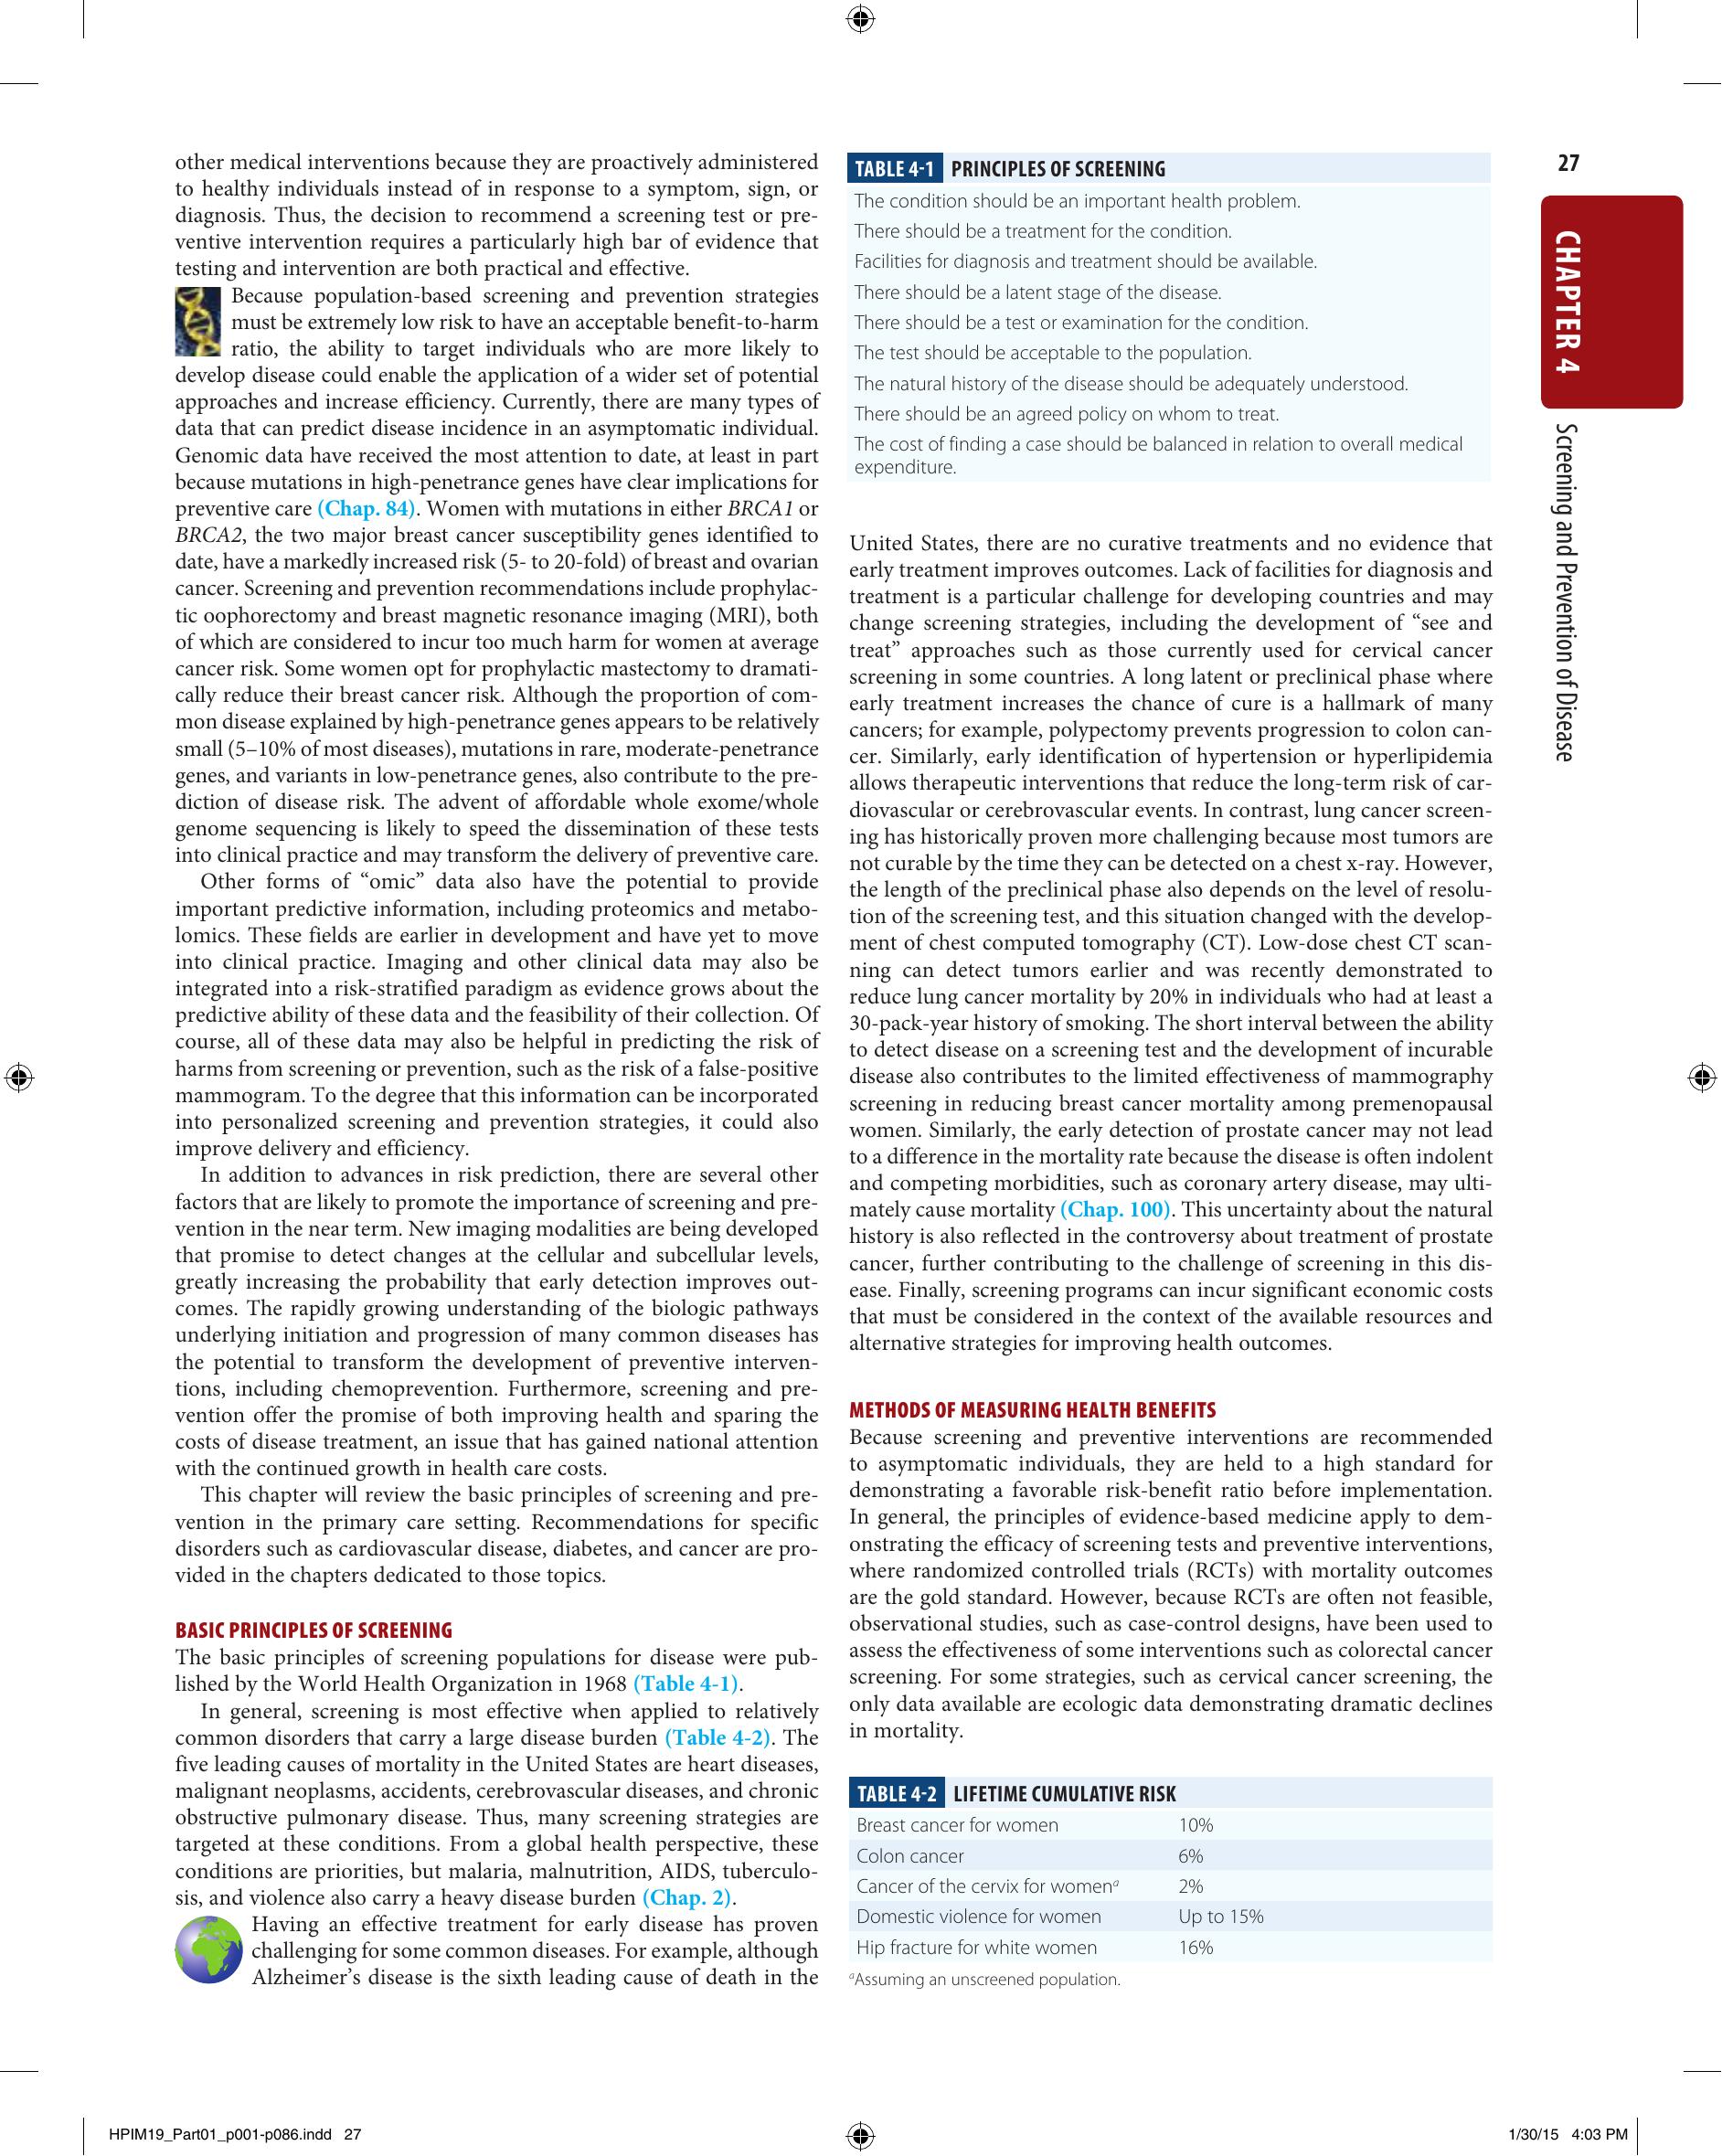 other medical interventions because they are proactively administered
to healthy individuals instead of in response to a symptom, sign, or
diagnosis. Thus, the decision to recommend a screening test or pre-
ventive intervention requires a particularly high bar of evidence that
testing and intervention are both practical and effective.
Because population-based screening and prevention strategies
must be extremely low risk to have an acceptable benefit-to-harm
ratio, the ability to target individuals who are more likely to
develop disease could enable the application of a wider set of potential
approaches and increase efficiency. Currently, there are many types of
data that can predict disease incidence in an asymptomatic individual.
Genomic data have received the most attention to date, at least in part
because mutations in high-penetrance genes have clear implications for
preventive care (Chap. 84). Women with mutations in either BRCA1 or
BRCA2, the two major breast cancer susceptibility genes identified to
date, have a markedly increased risk (5- to 20-fold) of breast and ovarian
cancer. Screening and prevention recommendations include prophylac-
tic oophorectomy and breast magnetic resonance imaging (MRI), both
of which are considered to incur too much harm for women at average
cancer risk. Some women opt for prophylactic mastectomy to dramati-
cally reduce their breast cancer risk. Although the proportion of com-
mon disease explained by high-penetrance genes appears to be relatively
small (5–10% of most diseases), mutations in rare, moderate-penetrance
genes, and variants in low-penetrance genes, also contribute to the pre-
diction of disease risk. The advent of affordable whole exome/whole
genome sequencing is likely to speed the dissemination of these tests
into clinical practice and may transform the delivery of preventive care.
Other forms of “omic” data also have the potential to provide
important predictive information, including proteomics and metabo-
lomics. These fields are earlier in development and have yet to move
into clinical practice. Imaging and other clinical data may also be
integrated into a risk-stratified paradigm as evidence grows about the
predictive ability of these data and the feasibility of their collection. Of
course, all of these data may also be helpful in predicting the risk of
harms from screening or prevention, such as the risk of a false-positive
mammogram. To the degree that this information can be incorporated
into personalized screening and prevention strategies, it could also
improve delivery and efficiency.
In addition to advances in risk prediction, there are several other
factors that are likely to promote the importance of screening and pre-
vention in the near term. New imaging modalities are being developed
that promise to detect changes at the cellular and subcellular levels,
greatly increasing the probability that early detection improves out-
comes. The rapidly growing understanding of the biologic pathways
underlying initiation and progression of many common diseases has
the potential to transform the development of preventive interven-
tions, including chemoprevention. Furthermore, screening and pre-
vention offer the promise of both improving health and sparing the
costs of disease treatment, an issue that has gained national attention
with the continued growth in health care costs.
This chapter will review the basic principles of screening and pre-
vention in the primary care setting. Recommendations for specific
disorders such as cardiovascular disease, diabetes, and cancer are pro-
vided in the chapters dedicated to those topics.
BASIC PRINCIPLES OF SCREENING
The basic principles of screening populations for disease were pub-
lished by the World Health Organization in 1968 (Table 4-1).
In general, screening is most effective when applied to relatively
common disorders that carry a large disease burden (Table 4-2). The
five leading causes of mortality in the United States are heart diseases,
malignant neoplasms, accidents, cerebrovascular diseases, and chronic
obstructive pulmonary disease. Thus, many screening strategies are
targeted at these conditions. From a global health perspective, these
conditions are priorities, but malaria, malnutrition, AIDS, tuberculo-
sis, and violence also carry a heavy disease burden (Chap. 2).
Having an effective treatment for early disease has proven
challenging for some common diseases. For example, although
Alzheimer’s disease is the sixth leading cause of death in the
TABLE 4-1 PRINCIPLES OF SCREENING
The condition should be an important health problem.
There should be a treatment for the condition.
Facilities for diagnosis and treatment should be available.
There should be a latent stage of the disease.
There should be a test or examination for the condition.
The test should be acceptable to the population.
The natural history of the disease should be adequately understood.
There should be an agreed policy on whom to treat.
The cost of finding a case should be balanced in relation to overall medical
expenditure.
United States, there are no curative treatments and no evidence that
early treatment improves outcomes. Lack of facilities for diagnosis and
treatment is a particular challenge for developing countries and may
change screening strategies, including the development of “see and
treat” approaches such as those currently used for cervical cancer
screening in some countries. A long latent or preclinical phase where
early treatment increases the chance of cure is a hallmark of many
cancers; for example, polypectomy prevents progression to colon can-
cer. Similarly, early identification of hypertension or hyperlipidemia
allows therapeutic interventions that reduce the long-term risk of car-
diovascular or cerebrovascular events. In contrast, lung cancer screen-
ing has historically proven more challenging because most tumors are
not curable by the time they can be detected on a chest x-ray. However,
the length of the preclinical phase also depends on the level of resolu-
tion of the screening test, and this situation changed with the develop-
ment of chest computed tomography (CT). Low-dose chest CT scan-
ning can detect tumors earlier and was recently demonstrated to
reduce lung cancer mortality by 20% in individuals who had at least a
30-pack-year history of smoking. The short interval between the ability
to detect disease on a screening test and the development of incurable
disease also contributes to the limited effectiveness of mammography
screening in reducing breast cancer mortality among premenopausal
women. Similarly, the early detection of prostate cancer may not lead
to a difference in the mortality rate because the disease is often indolent
and competing morbidities, such as coronary artery disease, may ulti-
mately cause mortality (Chap. 100). This uncertainty about the natural
history is also reflected in the controversy about treatment of prostate
cancer, further contributing to the challenge of screening in this dis-
ease. Finally, screening programs can incur significant economic costs
that must be considered in the context of the available resources and
alternative strategies for improving health outcomes.
METHODS OF MEASURING HEALTH BENEFITS
Because screening and preventive interventions are recommended
to asymptomatic individuals, they are held to a high standard for
demonstrating a favorable risk-benefit ratio before implementation.
In general, the principles of evidence-based medicine apply to dem-
onstrating the efficacy of screening tests and preventive interventions,
where randomized controlled trials (RCTs) with mortality outcomes
are the gold standard. However, because RCTs are often not feasible,
observational studies, such as case-control designs, have been used to
assess the effectiveness of some interventions such as colorectal cancer
screening. For some strategies, such as cervical cancer screening, the
only data available are ecologic data demonstrating dramatic declines
in mortality.
TABLE 4-2 LIFETIME CUMULATIVE RISK
Breast cancer for women 10%
Colon cancer 6%
Cancer of the cervix for womenᵃ 2%
Domestic violence for women Up to 15%
Hip fracture for white women 16%
ᵃAssuming an unscreened population.
27
CHAPTER 4
Screening and Prevention of Disease
HPIM19_Part01_p001-p086.indd 27
1/30/15 4:03 PM